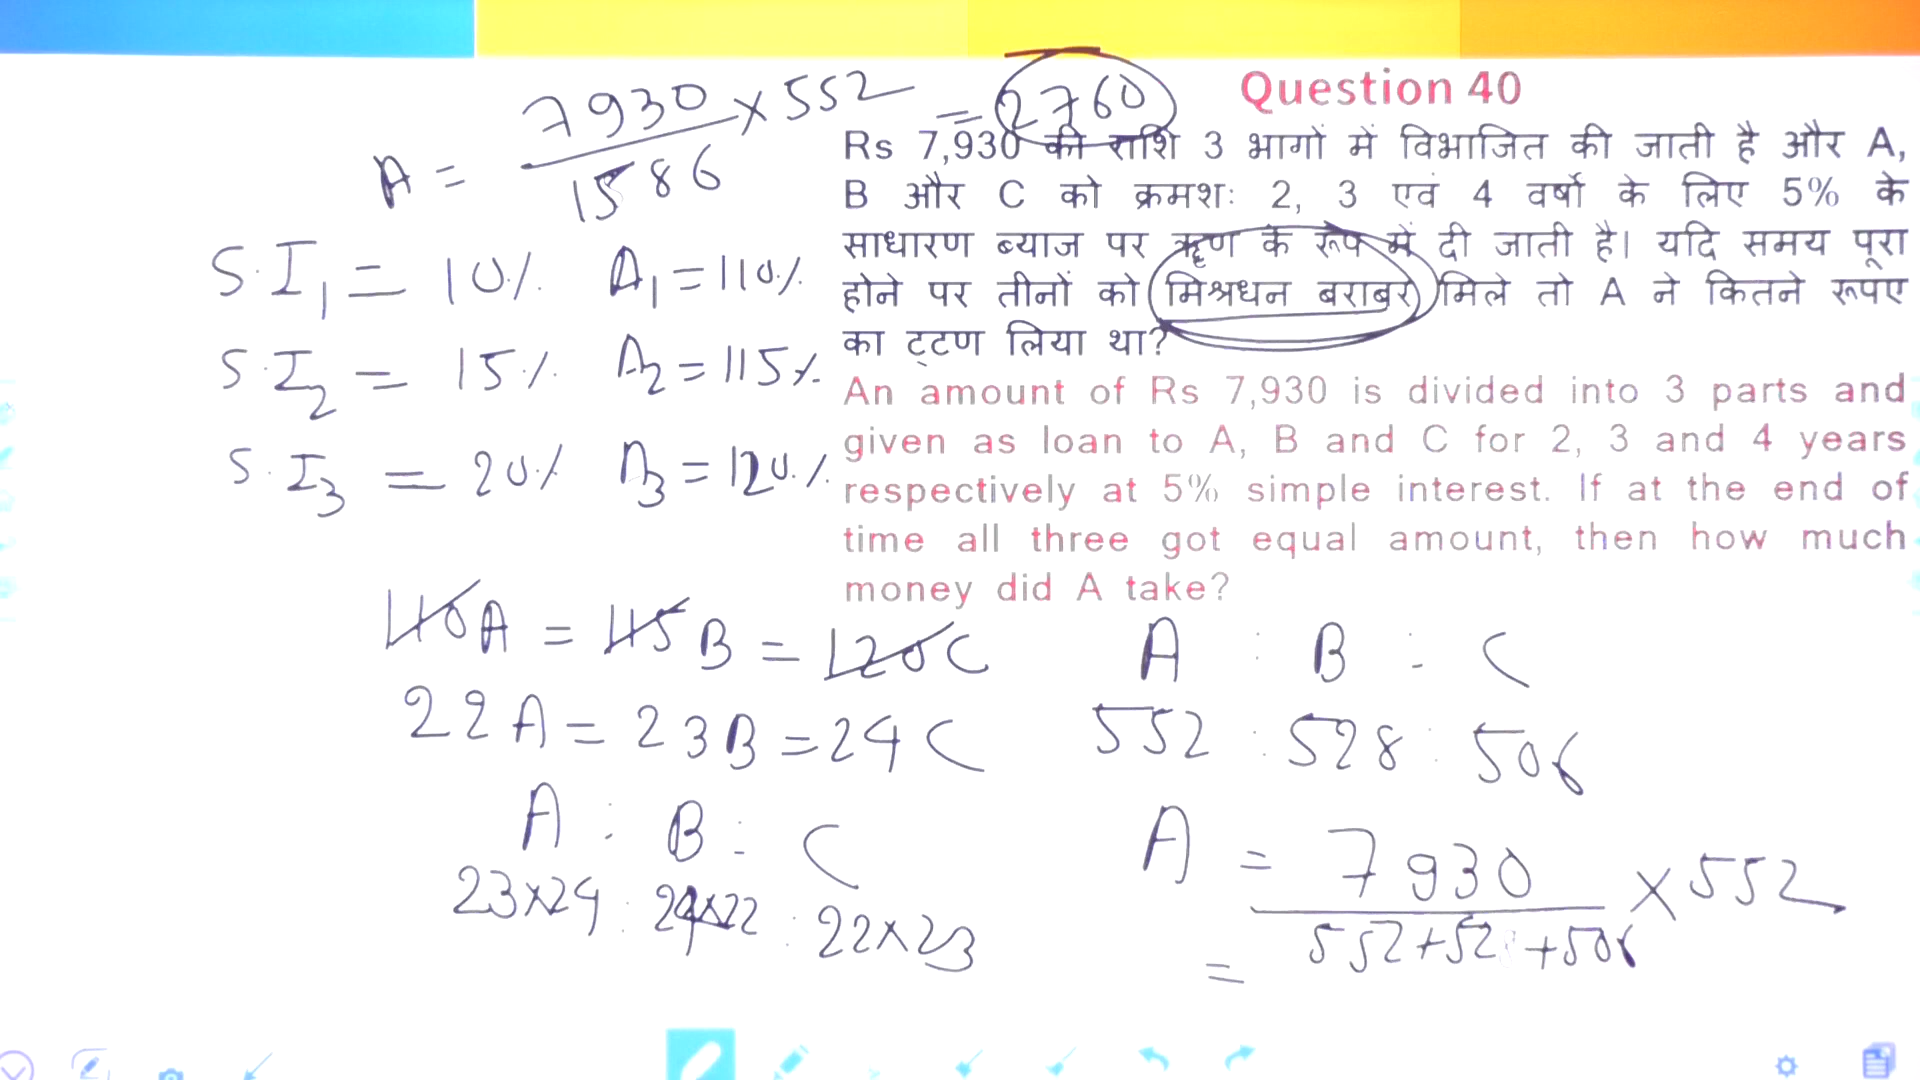 A = 7930/1586 × 552 = 2760
Question 40
Rs 7,930 की राशि 3 भागों में विभाजित की जाती है और A,
B और C को क्रमशः 2, 3 एवं 4 वर्षो के लिए 5% के
साधारण ब्याज पर ऋण के रूप में दी जाती है। यदि समय पूरा
होने पर तीनों को मिश्रधन बराबर मिले तो A ने कितने रूपए
का ट्टण लिया था?
An amount of Rs 7,930 is divided into 3 parts and
given as loan to A, B and C for 2, 3 and 4 years
respectively at 5% simple interest. If at the end of
time all three got equal amount, then how much
money did A take?
S.I₁ = 10% A₁ = 110%
S.I₂ = 15% A₂ = 115%
S.I₃ = 20% A₃ = 120%
110A = 115B = 120C
22A = 23B = 24C
A : B : C
23×24 : 24×22 : 22×23
A : B : C
552 : 528 : 506
A = 7930/552+52 +506 × 552
=